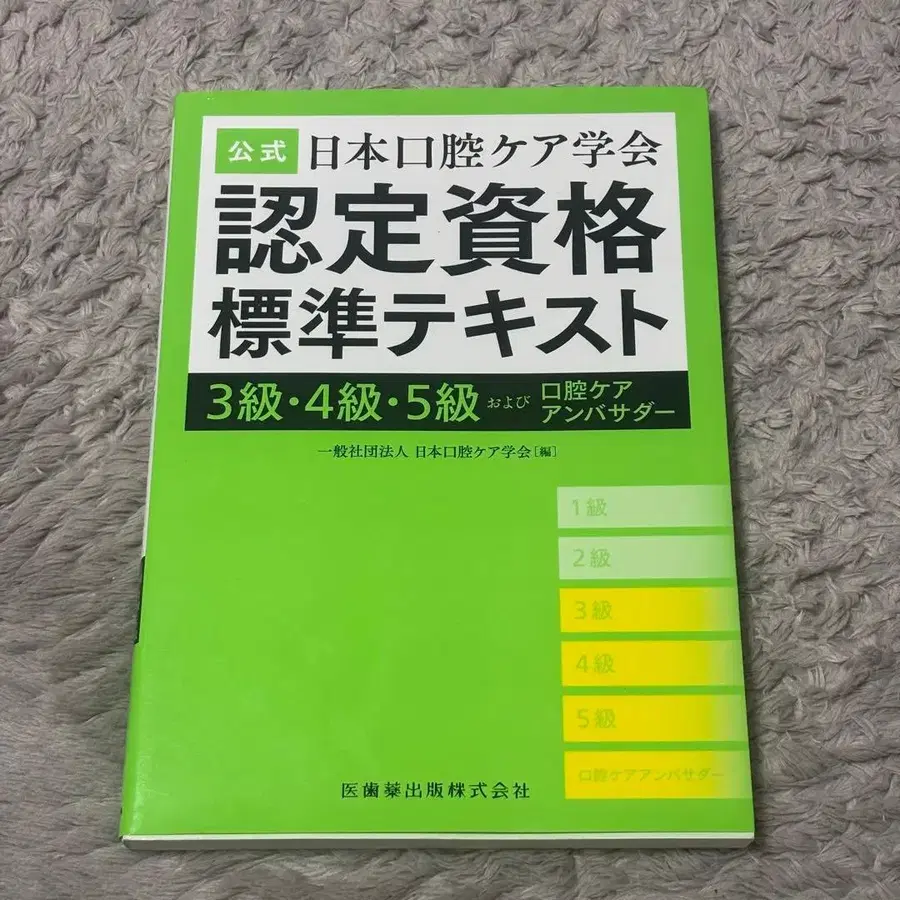 公式 日本口腔ケア学会
認定資格
標準テキスト
3級・4級・5級 および 口腔ケア
アンバサダー
一般社団法人 日本口腔ケア学会[編]
1級
2級
3級
4級
5級
口腔ケアアンバサダー
医歯薬出版株式会社